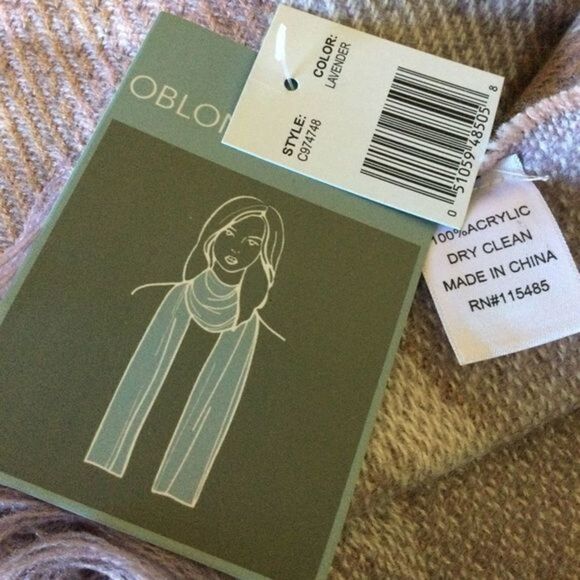 OBLON
COLOR:
LAVENDER
STYLE:
C974748
0 51059 48505 8
100%ACRYLIC
DRY CLEAN
MADE IN CHINA
RN#115485